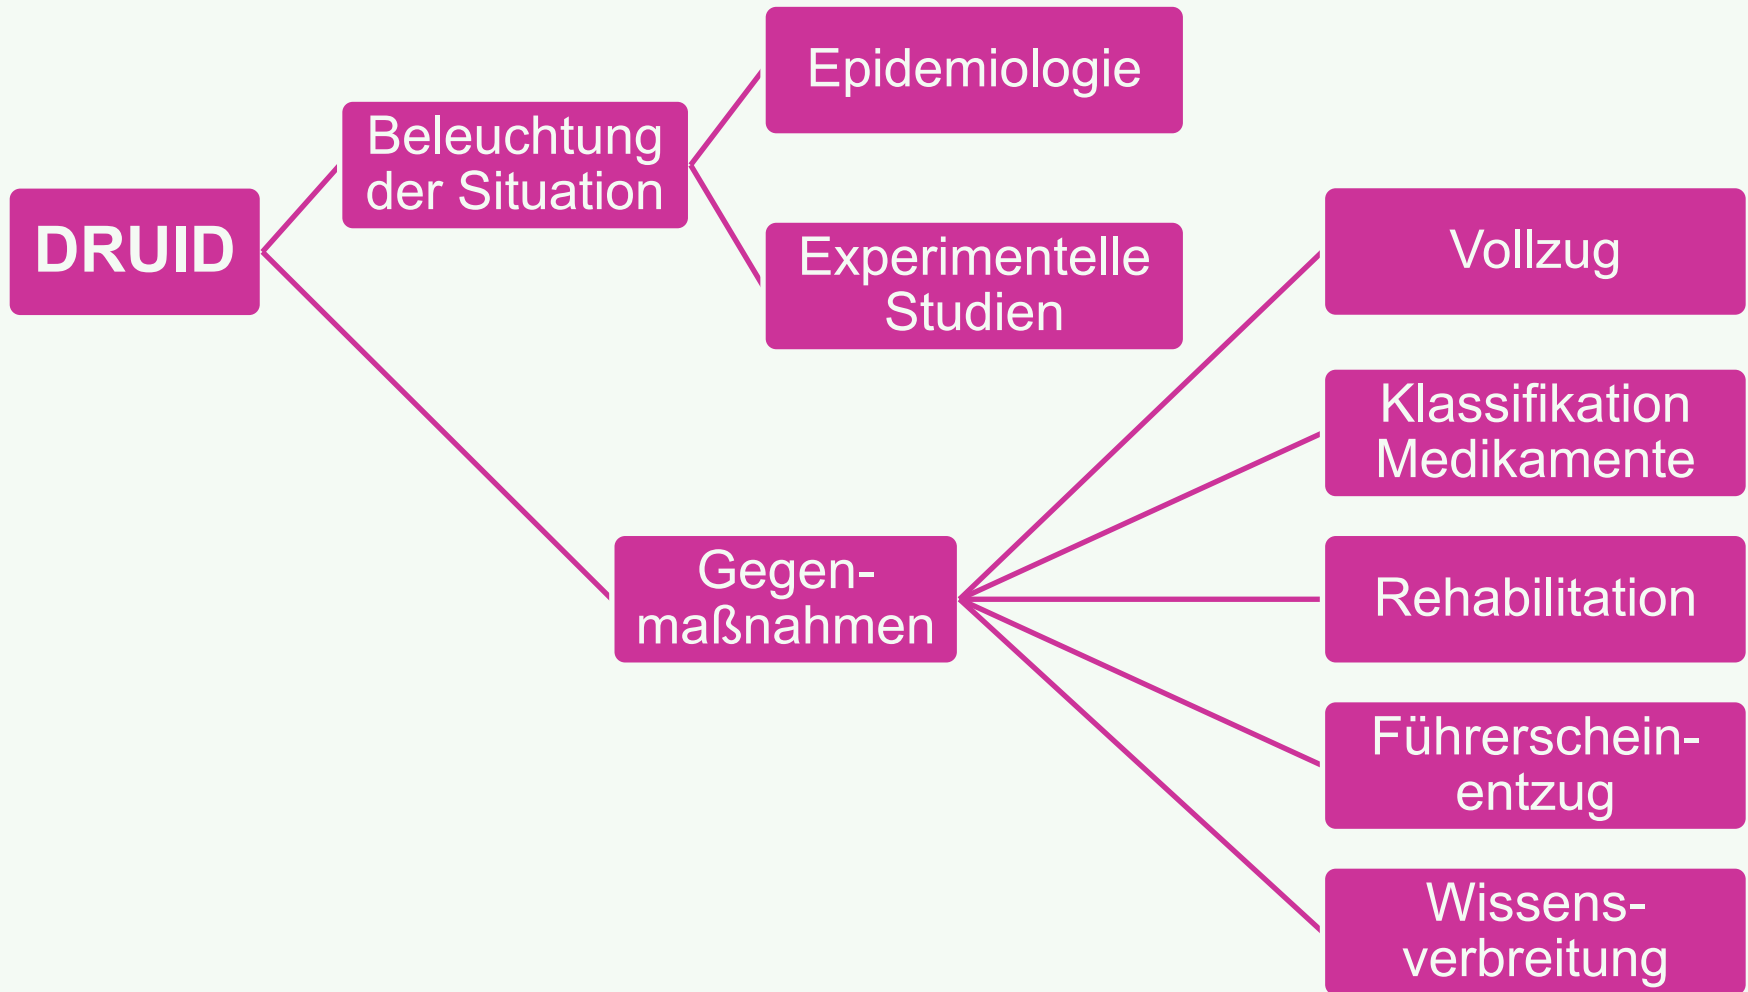 DRUID
Beleuchtung
der Situation
Epidemiologie
Experimentelle
Studien
Gegen-
maßnahmen
Vollzug
Klassifikation
Medikamente
Rehabilitation
Führerschein-
entzug
Wissens-
verbreitung